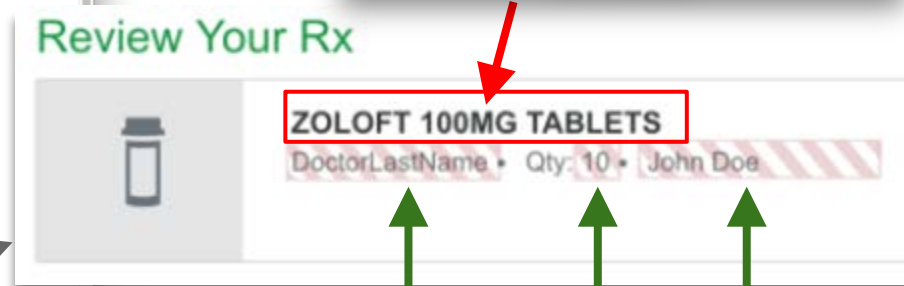 Review Your Rx
ZOLOFT 100MG TABLETS
DoctorLastName • Qty: 10 • John Doe